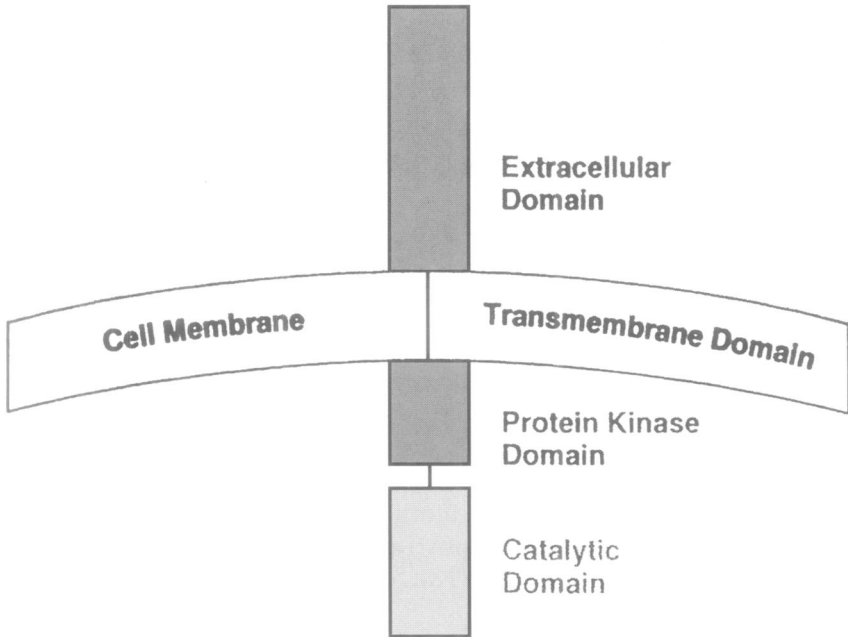 Extracellular
Domain
Cell Membrane
Transmembrane Domain
Protein Kinase
Domain
Catalytic
Domain